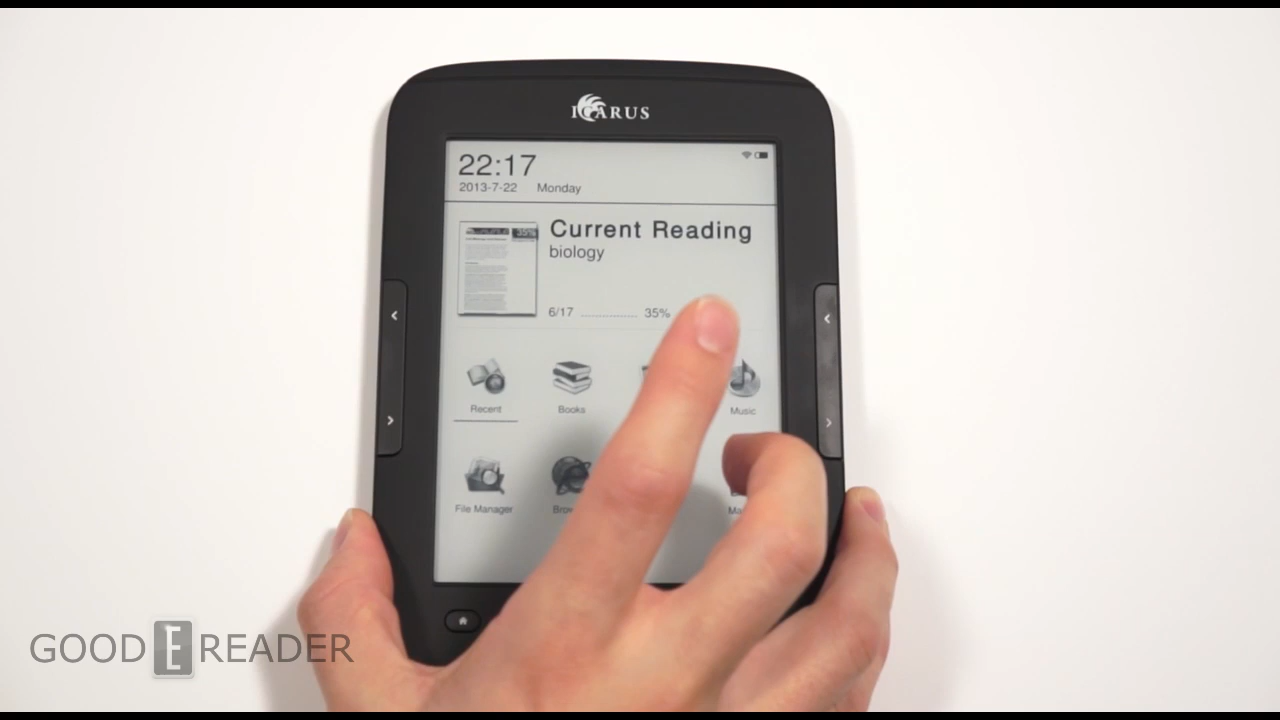 ICARUS
22:17
2013-7-22 Monday
35%
Current Reading
biology
6/17 35%
Recent
Books
Music
File Manager
GOOD E READER